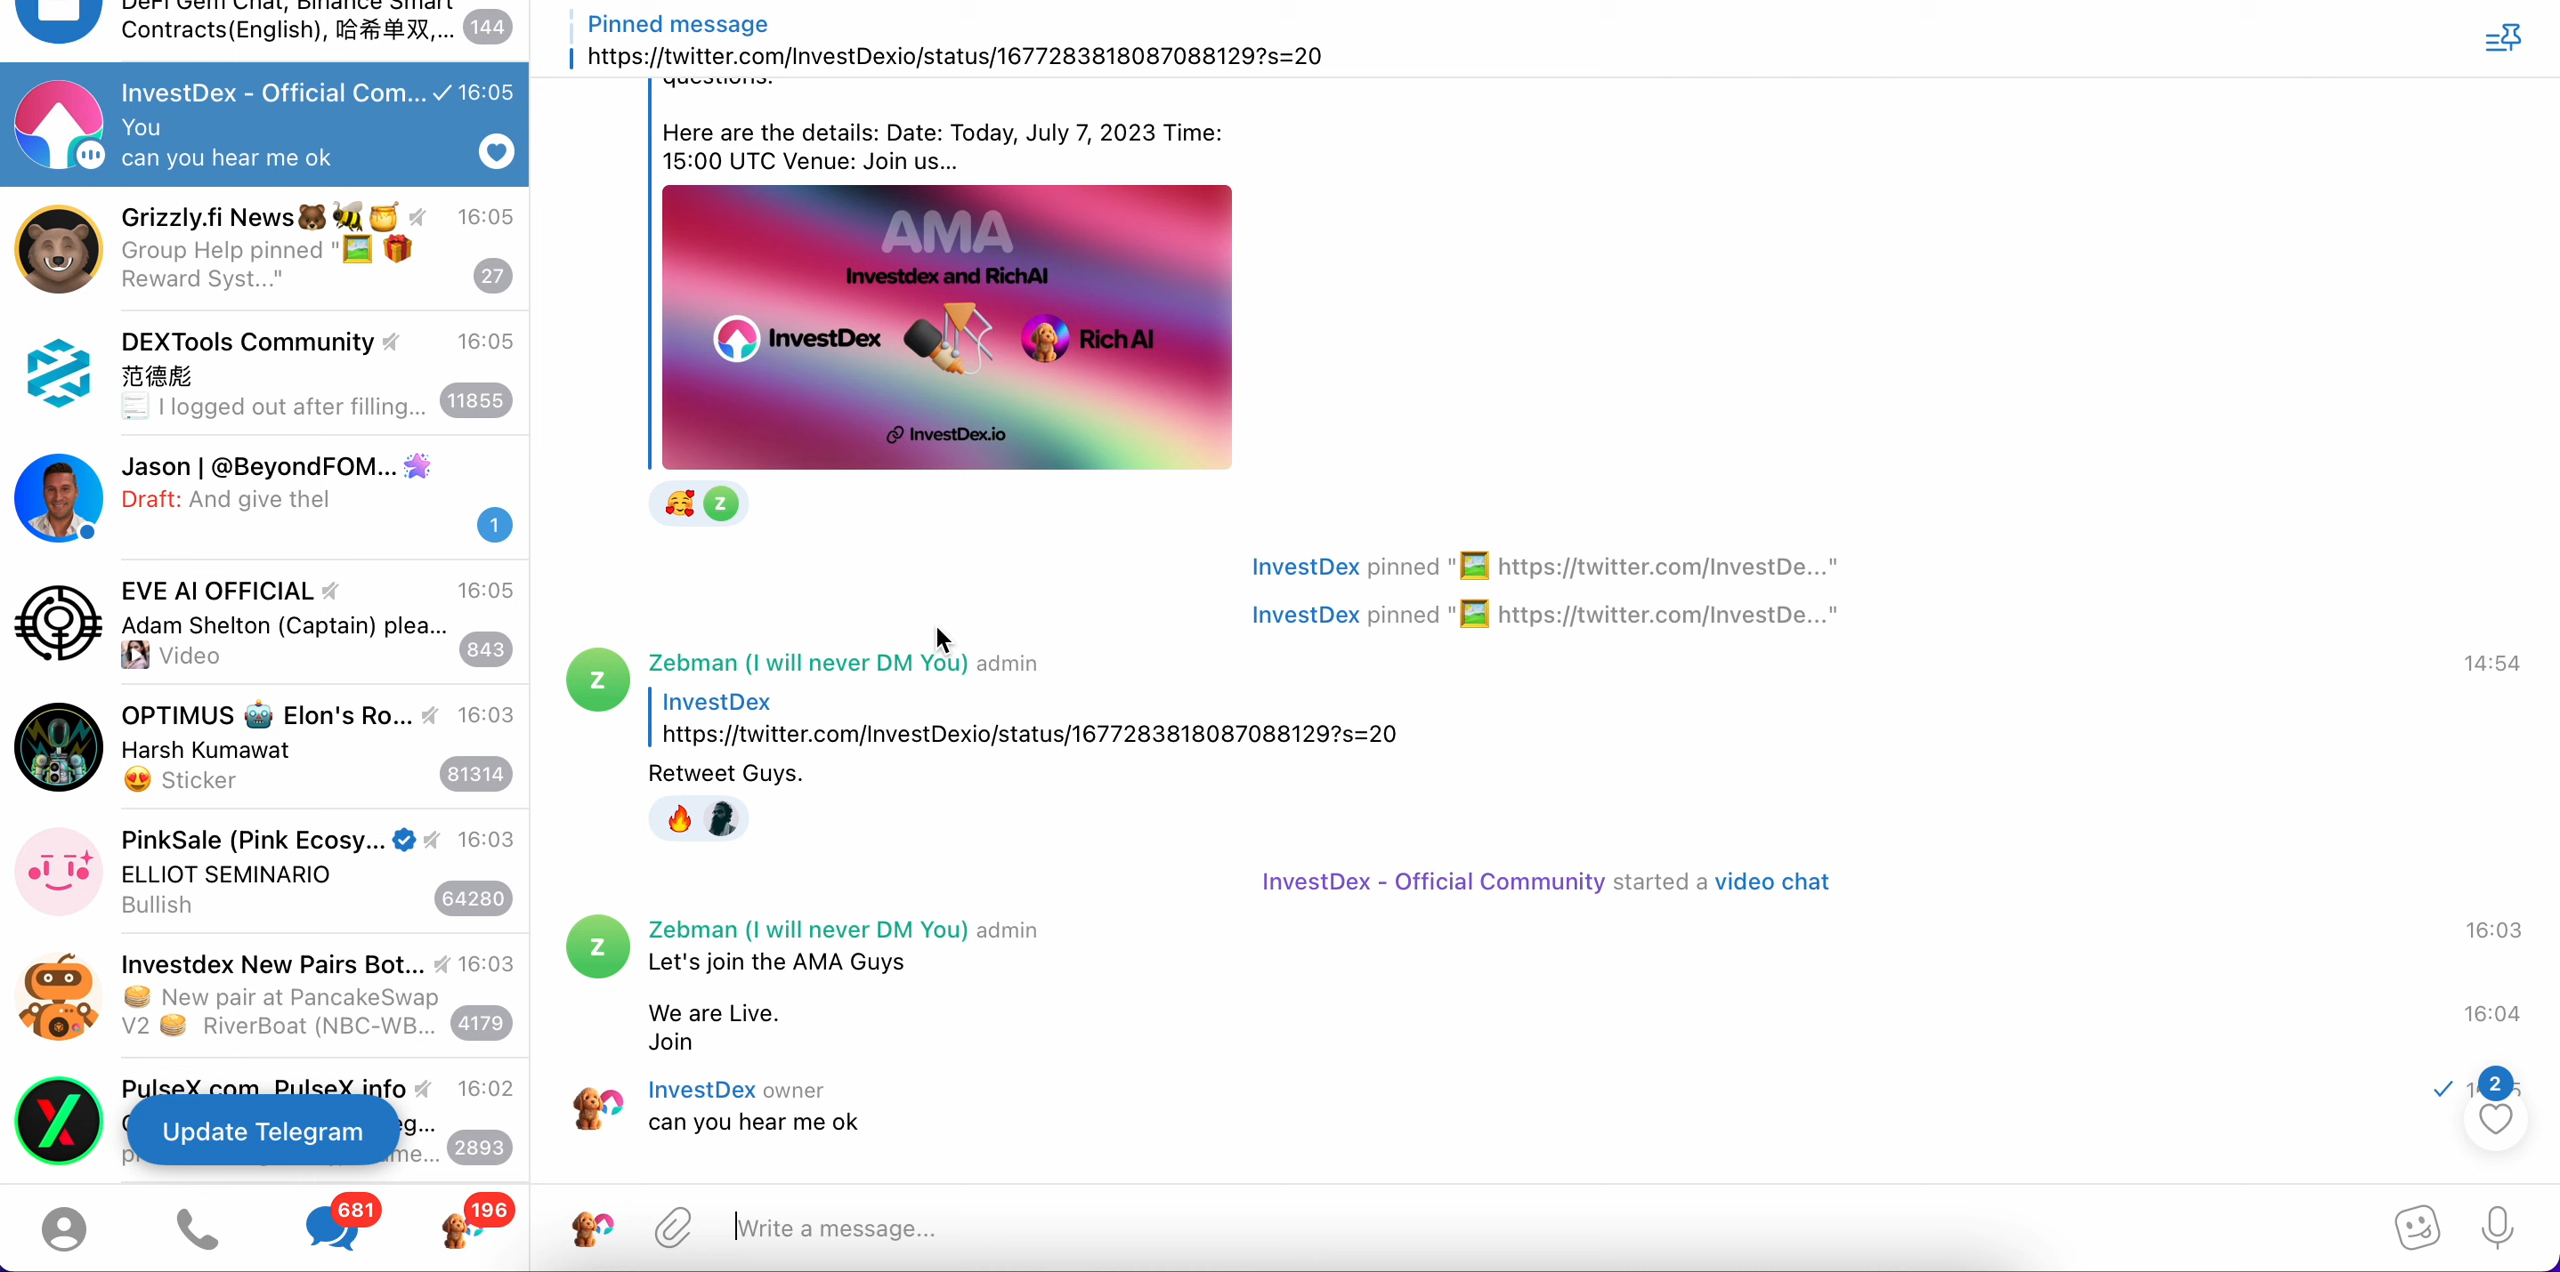 DeFi Gem Chat, Binance Smart
Contracts(English), 哈希单双,...
144
InvestDex - Official Com...
16:05
You
can you hear me ok
Grizzly.fi News
16:05
Group Help pinned "
Reward Syst..."
27
DEXTools Community
16:05
范德彪
I logged out after filling...
11855
Jason | @BeyondFOM...
Draft: And give thel
1
EVE AI OFFICIAL
16:05
Adam Shelton (Captain) plea...
Video
843
OPTIMUS 🤖 Elon's Ro...
16:03
Harsh Kumawat
😍 Sticker
81314
PinkSale (Pink Ecosy...
16:03
ELLIOT SEMINARIO
Bullish
64280
Investdex New Pairs Bot...
16:03
🥞 New pair at PancakeSwap
V2 🥞 RiverBoat (NBC-WB...
4179
PulseX.com, PulseX.info
16:02
2893
Update Telegram
681
196
Pinned message
https://twitter.com/InvestDexio/status/1677283818087088129?s=20
questions.
Here are the details: Date: Today, July 7, 2023 Time:
15:00 UTC Venue: Join us...
AMA
Investdex and RichAI
InvestDex
Rich AI
InvestDex.io
Z
InvestDex pinned "🖼 https://twitter.com/InvestDe..."
InvestDex pinned "🖼 https://twitter.com/InvestDe..."
Z
Zebman (I will never DM You) admin
14:54
InvestDex
https://twitter.com/InvestDexio/status/1677283818087088129?s=20
Retweet Guys.
InvestDex - Official Community started a video chat
Z
Zebman (I will never DM You) admin
16:03
Let's join the AMA Guys
We are Live.
16:04
Join
InvestDex owner
2
can you hear me ok
Write a message...